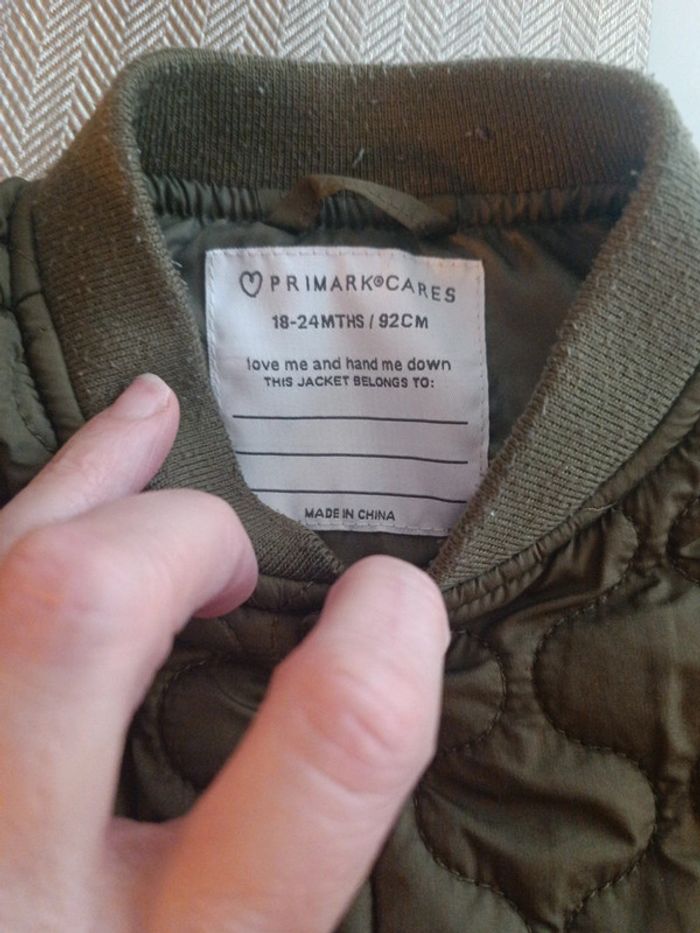 ♡ PRIMARK®CARES
18-24MTHS / 92CM
love me and hand me down
THIS JACKET BELONGS TO:
MADE IN CHINA